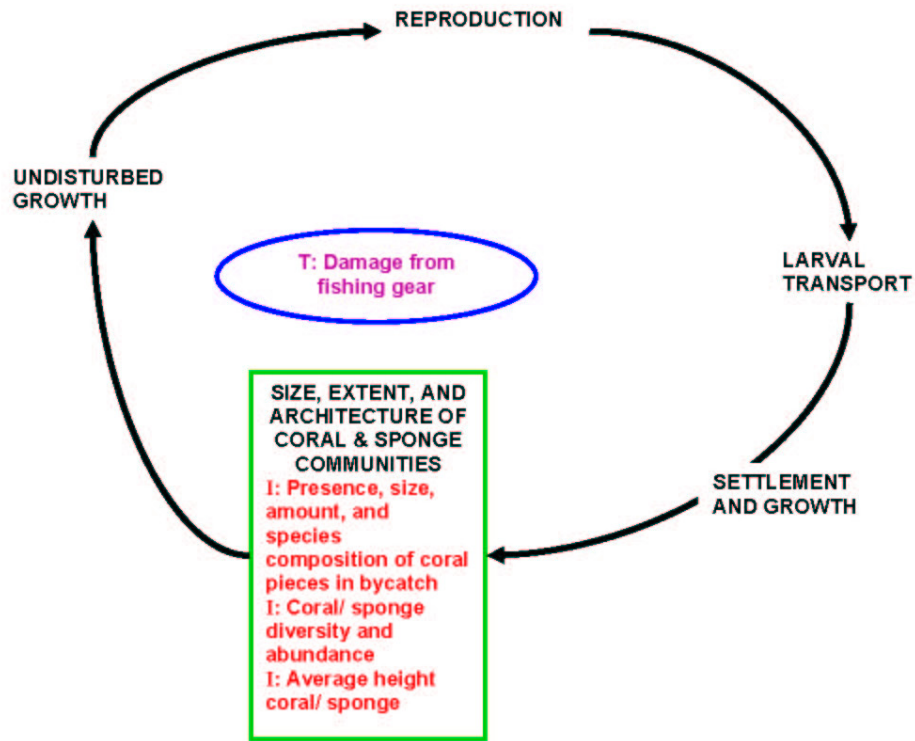 REPRODUCTION
UNDISTURBED
GROWTH
T: Damage from
fishing gear
LARVAL
TRANSPORT
SIZE, EXTENT, AND
ARCHITECTURE OF
CORAL & SPONGE
COMMUNITIES
I: Presence, size,
amount, and
species
composition of coral
pieces in bycatch
I: Coral/ sponge
diversity and
abundance
I: Average height
coral/ sponge
SETTLEMENT
AND GROWTH